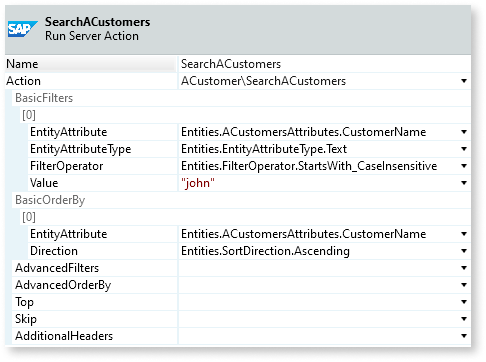 SAP
SearchACustomers
Run Server Action
Name SearchACustomers
Action ACustomer\SearchACustomers
BasicFilters
[0]
EntityAttribute Entities.ACustomersAttributes.CustomerName
EntityAttributeType Entities.EntityAttributeType.Text
FilterOperator Entities.FilterOperator.StartsWith_CaseInsensitive
Value "john"
BasicOrderBy
[0]
EntityAttribute Entities.ACustomersAttributes.CustomerName
Direction Entities.SortDirection.Ascending
AdvancedFilters
AdvancedOrderBy
Top
Skip
AdditionalHeaders